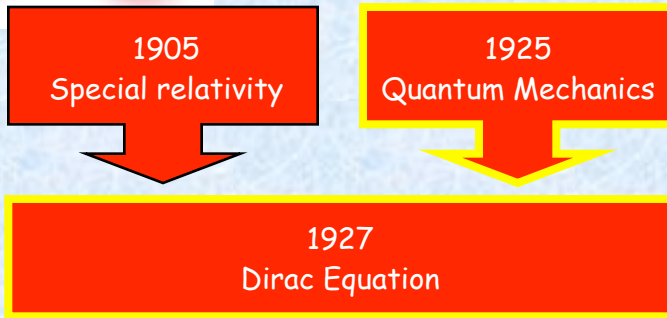 1905
Special relativity
1925
Quantum Mechanics
1927
Dirac Equation